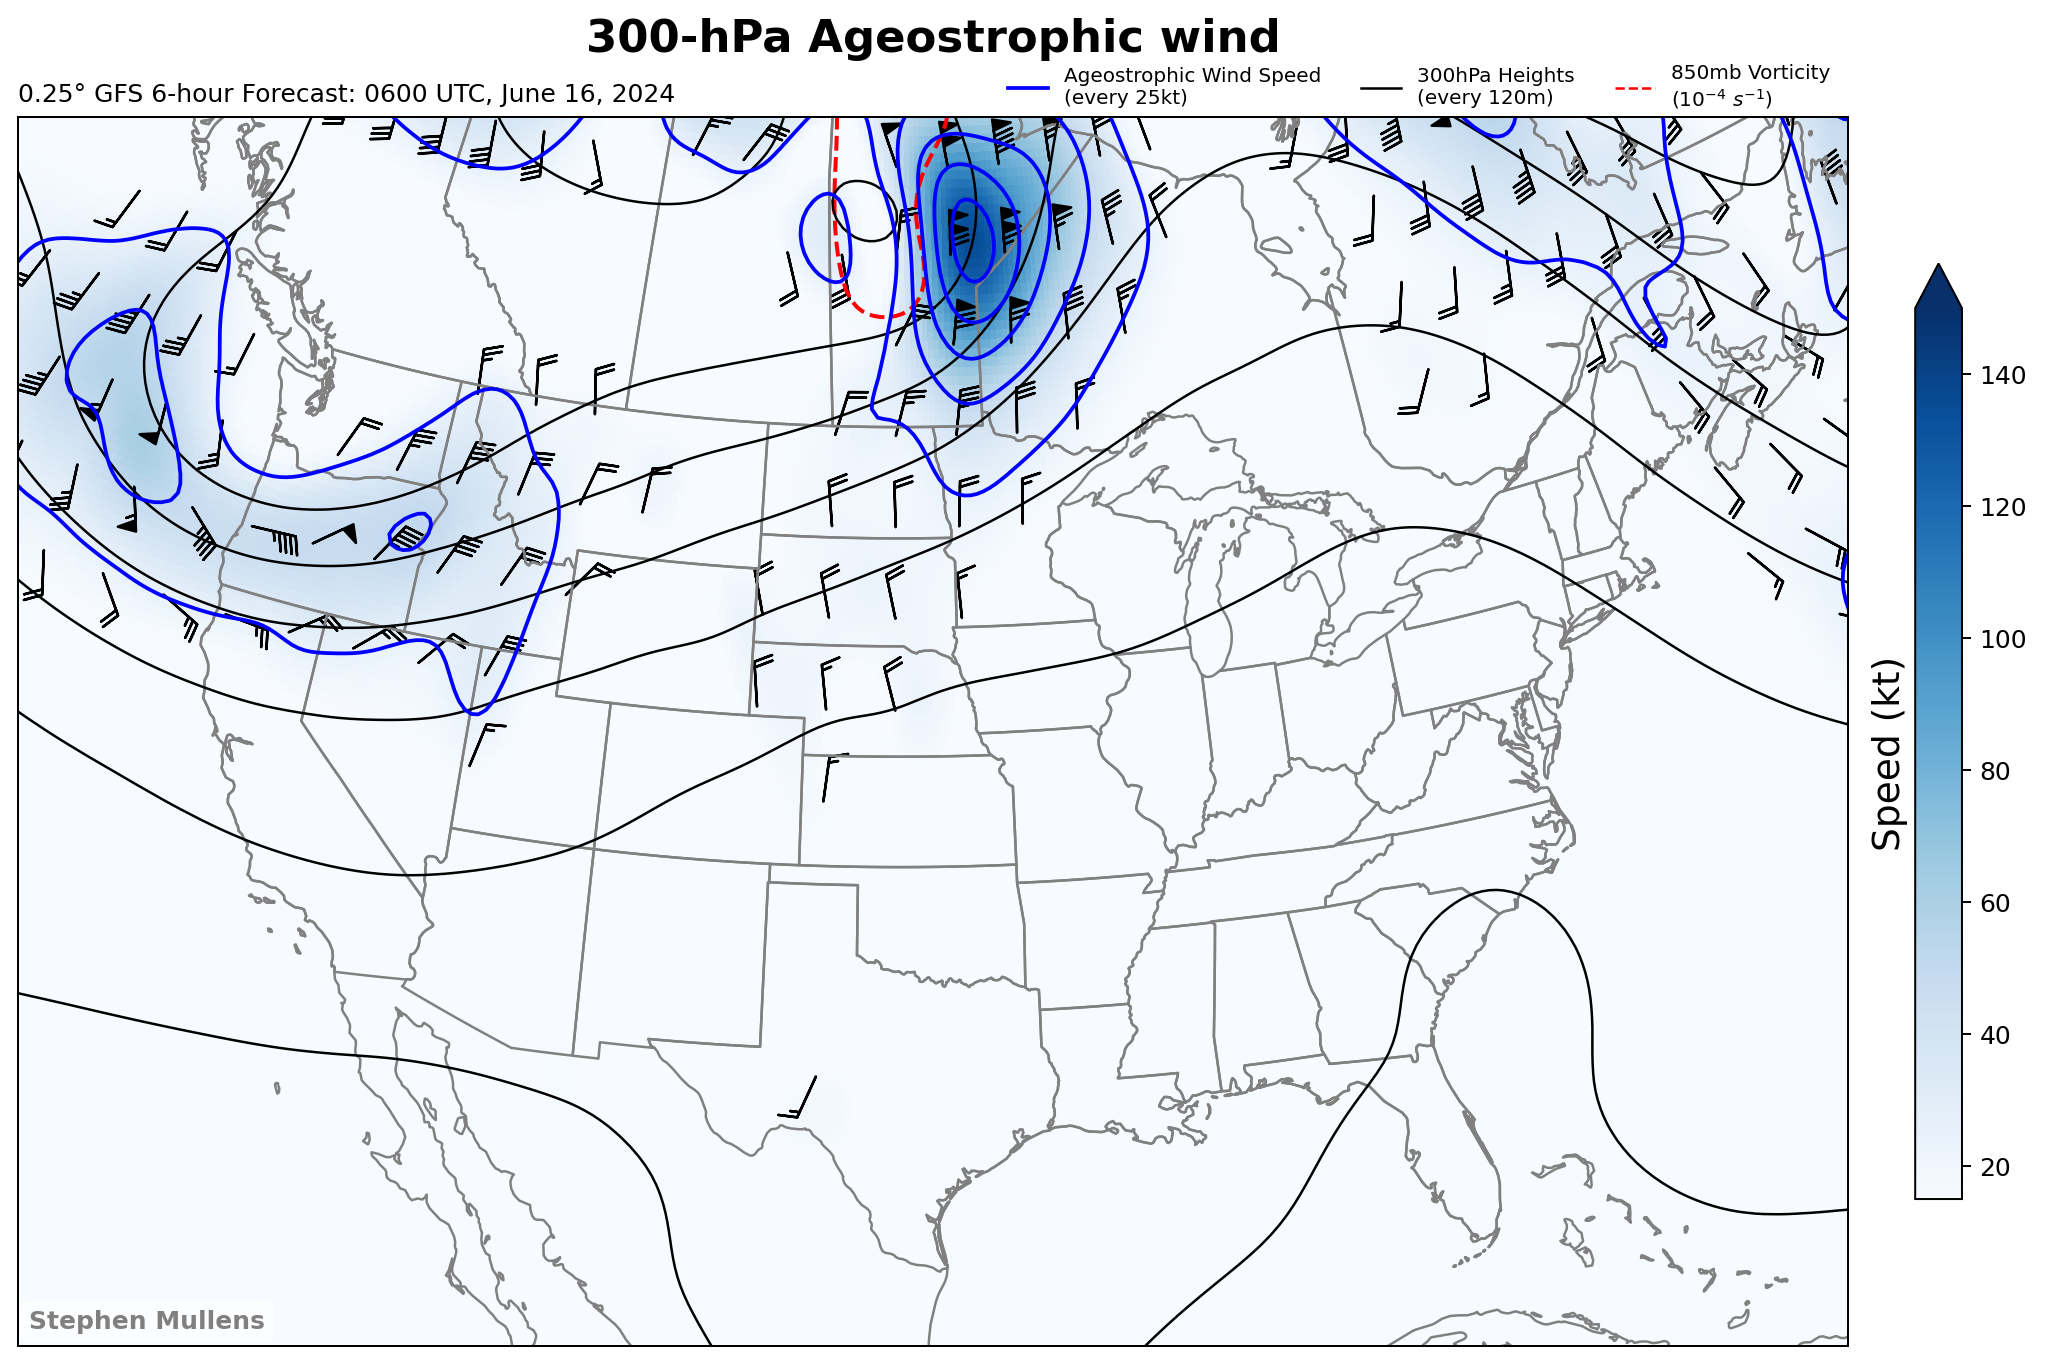 300-hPa Ageostrophic wind
0.25° GFS 6-hour Forecast: 0600 UTC, June 16, 2024
Ageostrophic Wind Speed
(every 25kt)
300hPa Heights
(every 120m)
850mb Vorticity
(10⁻⁴ s⁻¹)
140
120
100
80
60
40
20
Speed (kt)
Stephen Mullens